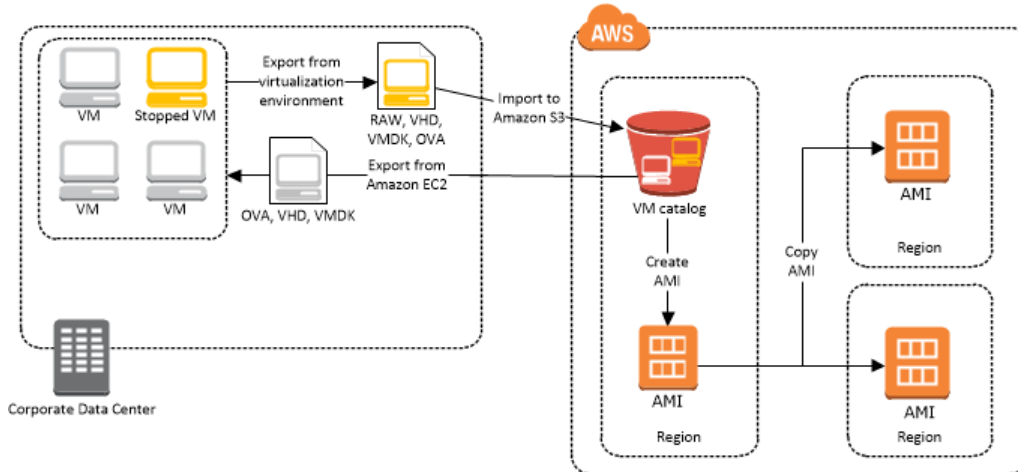 AWS
VM
Stopped VM
VM
VM
Export from
virtualization
environment
RAW, VHD,
VMDK, OVA
Import to
Amazon S3
Export from
Amazon EC2
OVA, VHD, VMDK
VM catalog
Create
AMI
AMI
Region
Copy
AMI
AMI
Region
AMI
Region
Corporate Data Center